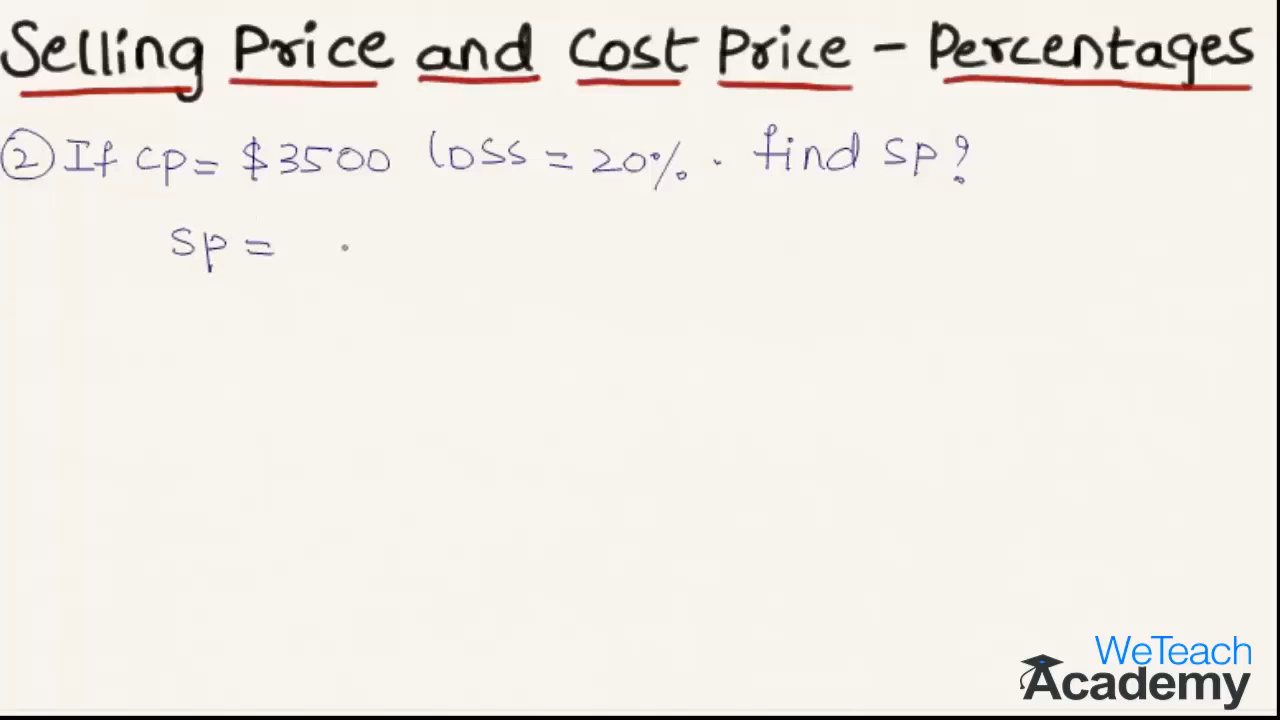 Selling Price and Cost Price - Percentages
② If CP = $3500 loss = 20% . find SP?
SP = .
WeTeach
Academy